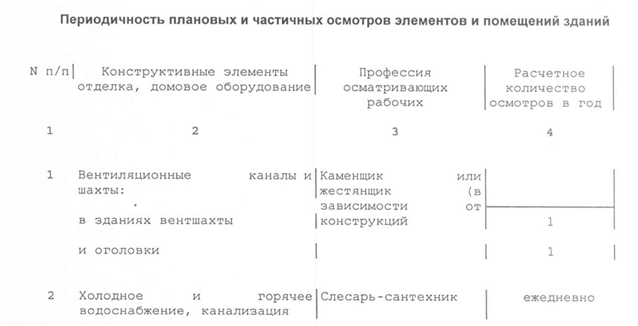 Периодичность плановых и частичных осмотров элементов и помещений зданий
N п/п| Конструктивные элементы | Профессия | Расчетное
отделка, домовое оборудование| осматривающих | количество
рабочих | осмотров в год
1 2 3 4
1 Вентиляционные каналы и |Каменщик или
шахты: |жестянщик (в
зависимости от
в зданиях вентшахты |конструкций | 1
и оголовки | | 1
2 Холодное и горячее|Слесарь-сантехник | ежедневно
водоснабжение, канализация